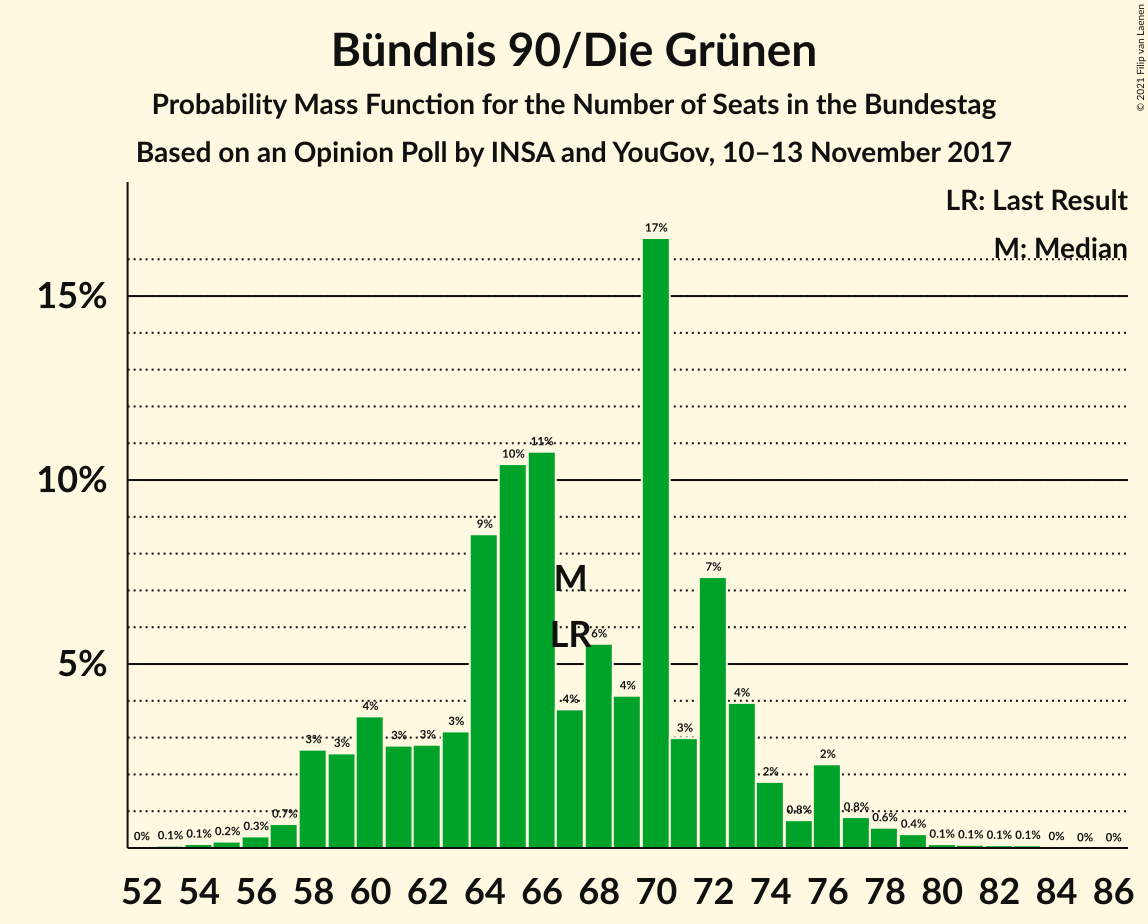 Bündnis 90/Die Grünen
Probability Mass Function for the Number of Seats in the Bundestag
Based on an Opinion Poll by INSA and YouGov, 10–13 November 2017
© 2021 Filip van Laenen
LR: Last Result
M: Median
15%
10%
5%
0% 0.1% 0.1% 0.2% 0.3% 0.7% 3% 3% 4% 3% 3% 3% 9% 10% 11% 4% 6% 4% 17% 3% 7% 4% 2% 0.8% 2% 0.8% 0.6% 0.4% 0.1% 0.1% 0.1% 0.1% 0% 0% 0%
M
LR
52 54 56 58 60 62 64 66 68 70 72 74 76 78 80 82 84 86